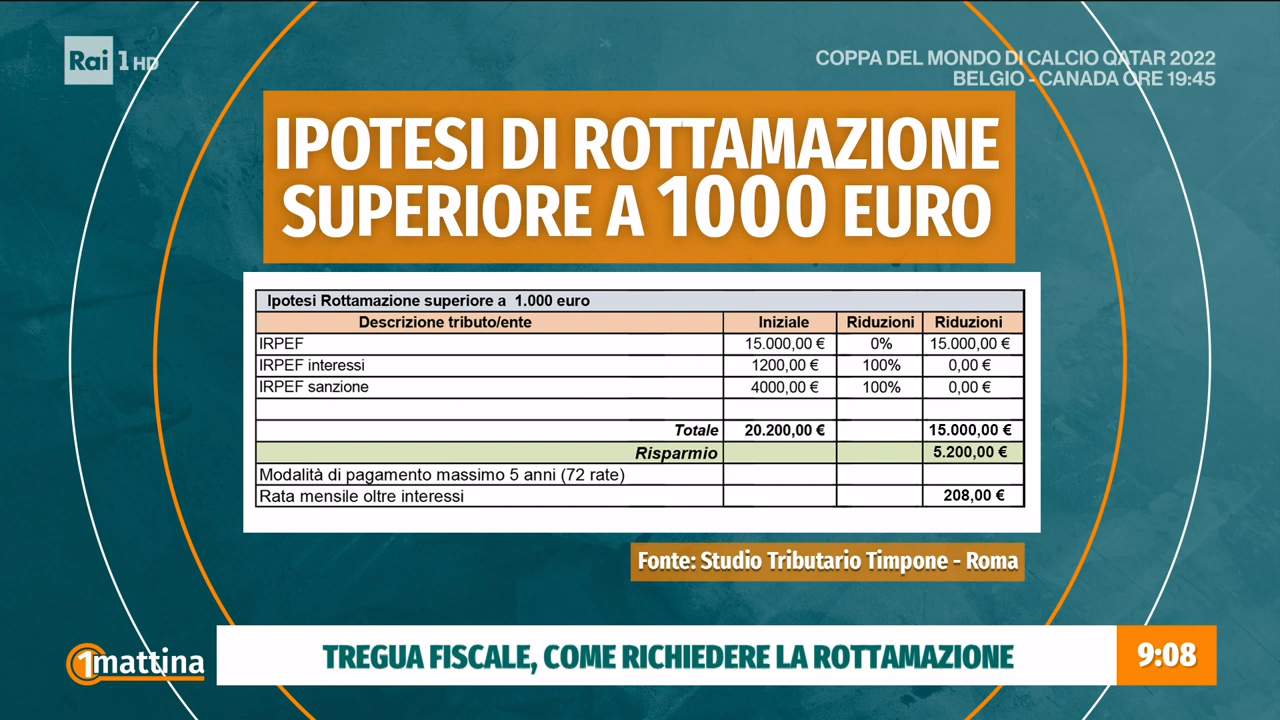 Rai 1 HD
COPPA DEL MONDO DI CALCIO QATAR 2022
BELGIO - CANADA ORE 19:45
IPOTESI DI ROTTAMAZIONE
SUPERIORE A 1000 EURO
Ipotesi Rottamazione superiore a 1.000 euro
Descrizione tributo/ente Iniziale Riduzioni Riduzioni
IRPEF 15.000,00 € 0% 15.000,00 €
IRPEF interessi 1200,00 € 100% 0,00 €
IRPEF sanzione 4000,00 € 100% 0,00 €
Totale 20.200,00 € 15.000,00 €
Risparmio 5.200,00 €
Modalità di pagamento massimo 5 anni (72 rate)
Rata mensile oltre interessi 208,00 €
Fonte: Studio Tributario Timpone - Roma
1mattina
TREGUA FISCALE, COME RICHIEDERE LA ROTTAMAZIONE
9:08